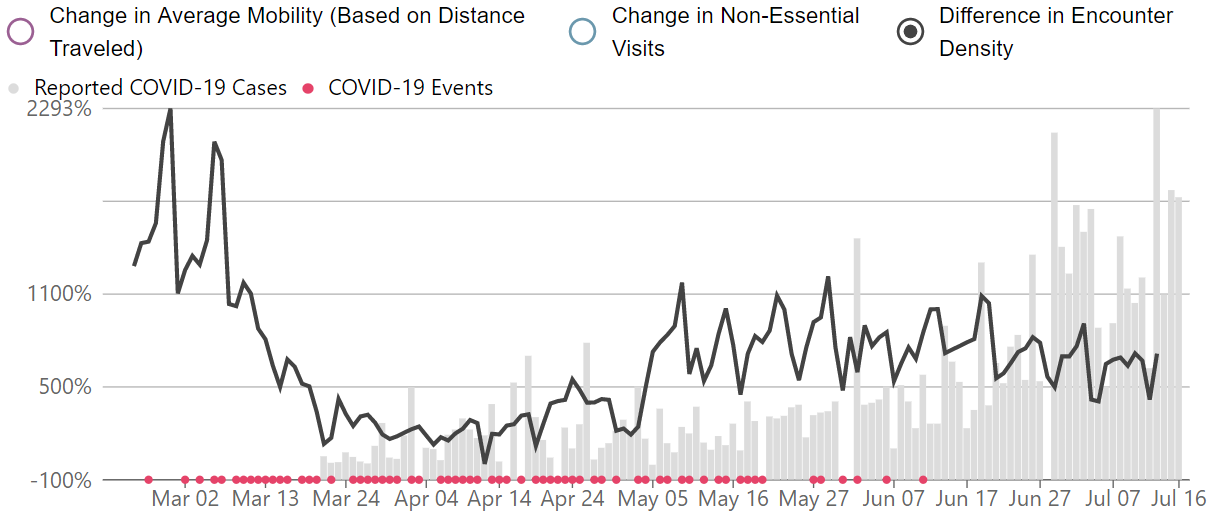 Change in Average Mobility (Based on Distance
Traveled)
Change in Non-Essential
Visits
Difference in Encounter
Density
Reported COVID-19 Cases
COVID-19 Events
2293%
1100%
500%
-100%
Mar 02 Mar 13 Mar 24 Apr 04 Apr 14 Apr 24 May 05 May 16 May 27 Jun 07 Jun 17 Jun 27 Jul 07 Jul 16